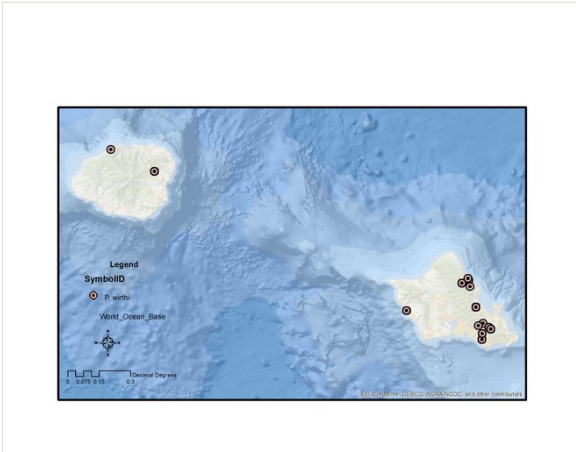 Legend
SymbolID
P. wirthi
World_Ocean_Base
Decimal Degrees
0 0.075 0.15 0.3
GEBCO, NOAA NGDC, and other contributors